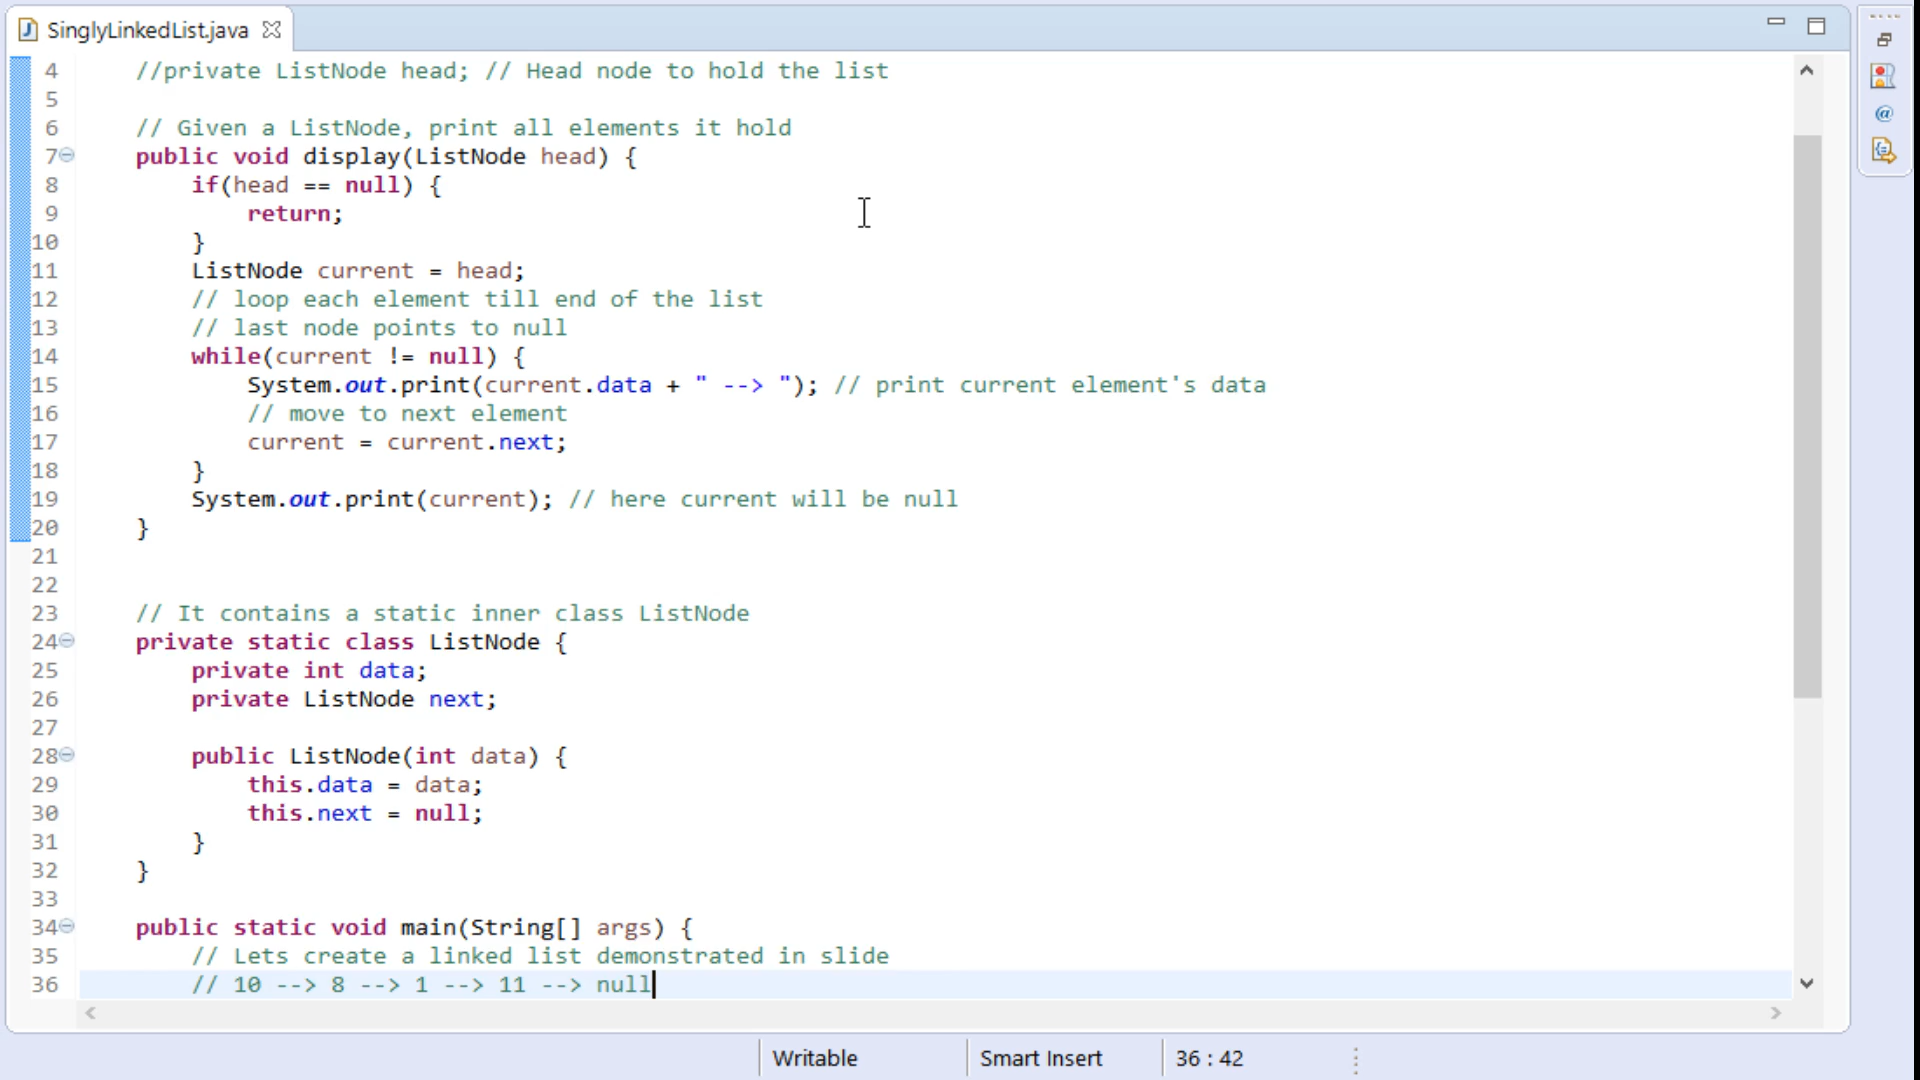 SinglyLinkedList.java
4 //private ListNode head; // Head node to hold the list
5
6 // Given a ListNode, print all elements it hold
7 public void display(ListNode head) {
8 if(head == null) {
9 return;
10 }
11 ListNode current = head;
12 // loop each element till end of the list
13 // last node points to null
14 while(current != null) {
15 System.out.print(current.data + " --> "); // print current element's data
16 // move to next element
17 current = current.next;
18 }
19 System.out.print(current); // here current will be null
20 }
21
22
23 // It contains a static inner class ListNode
24 private static class ListNode {
25 private int data;
26 private ListNode next;
27
28 public ListNode(int data) {
29 this.data = data;
30 this.next = null;
31 }
32 }
33
34 public static void main(String[] args) {
35 // Lets create a linked list demonstrated in slide
36 // 10 --> 8 --> 1 --> 11 --> null
Writable Smart Insert 36 : 42